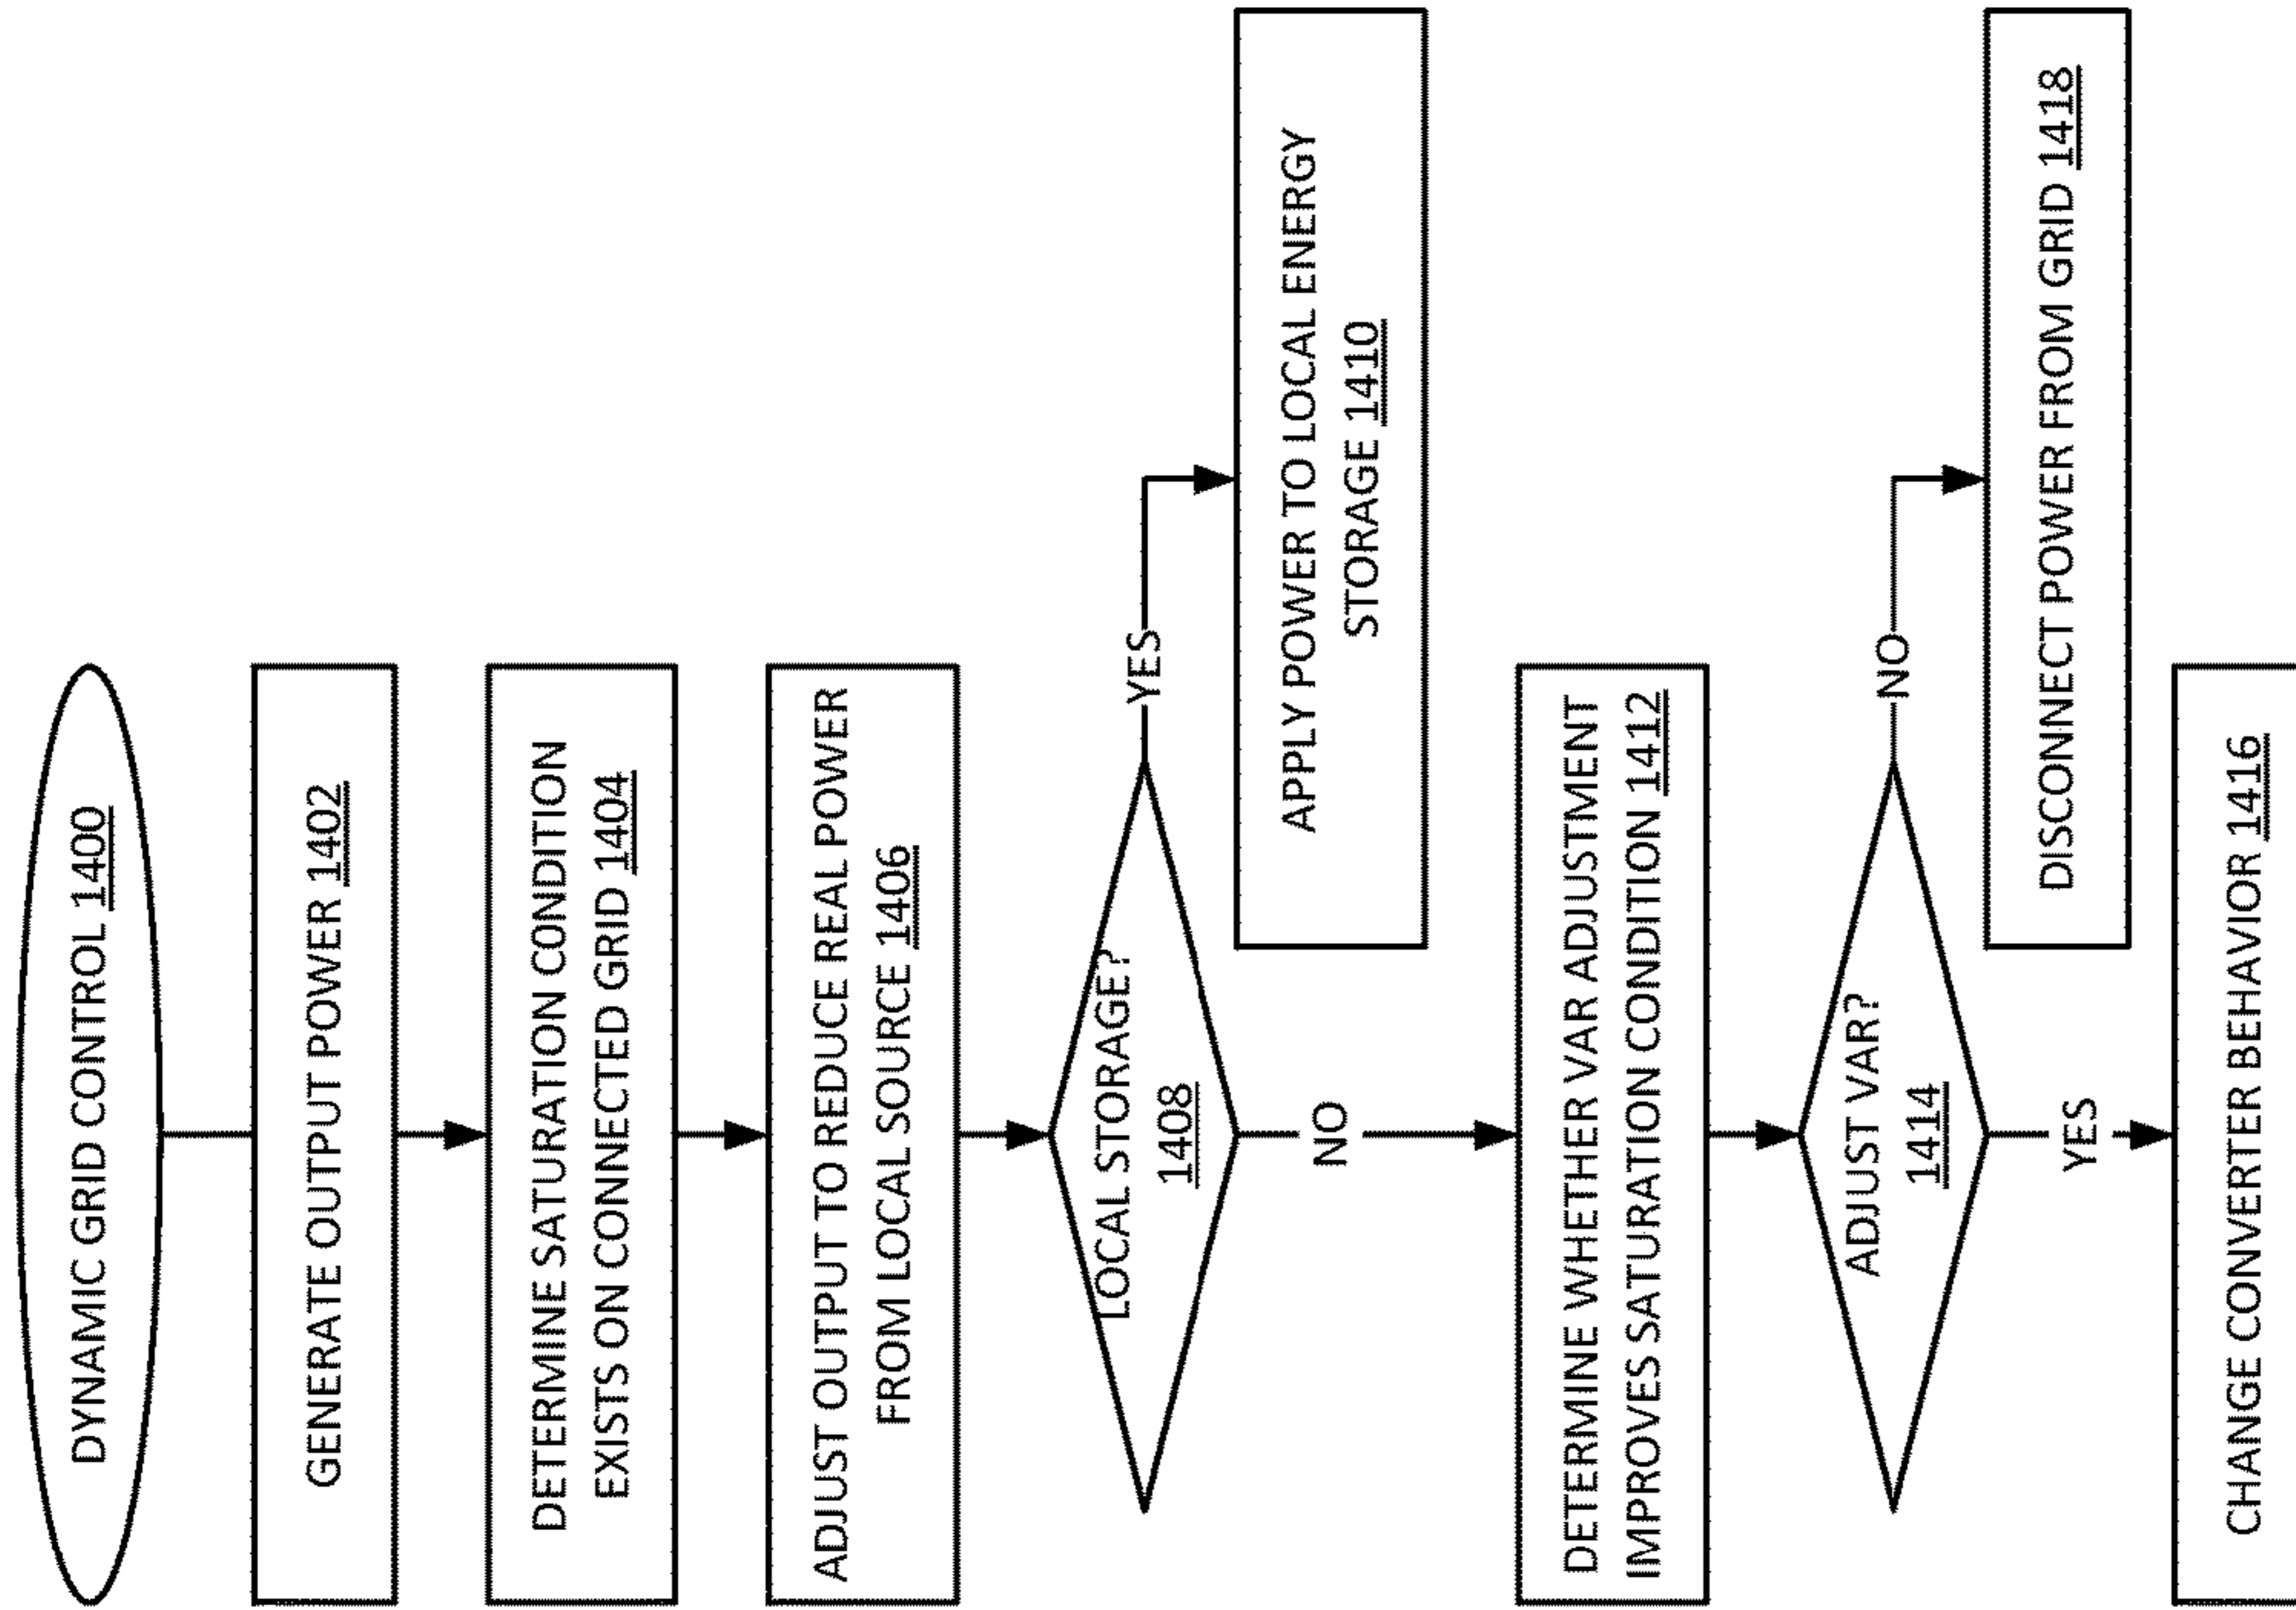 DYNAMIC GRID CONTROL 1400
GENERATE OUTPUT POWER 1402
DETERMINE SATURATION CONDITION
EXISTS ON CONNECTED GRID 1404
ADJUST OUTPUT TO REDUCE REAL POWER
FROM LOCAL SOURCE 1406
LOCAL STORAGE?
1408
YES
APPLY POWER TO LOCAL ENERGY
STORAGE 1410
NO
DETERMINE WHETHER VAR ADJUSTMENT
IMPROVES SATURATION CONDITION 1412
ADJUST VAR?
1414
NO
DISCONNECT POWER FROM GRID 1418
YES
CHANGE CONVERTER BEHAVIOR 1416